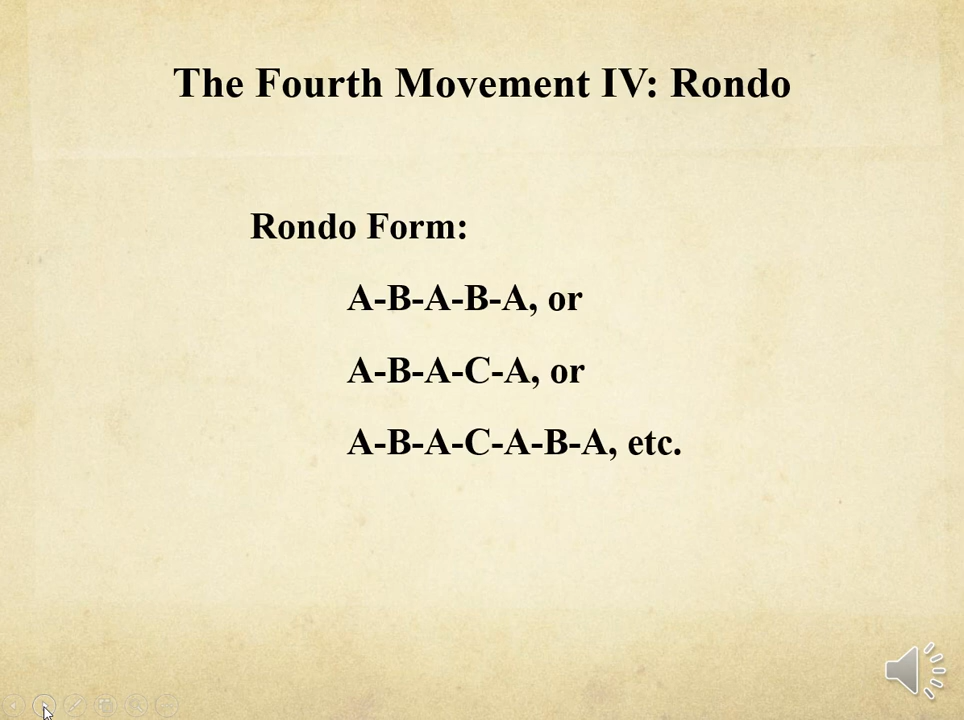 The Fourth Movement IV: Rondo
Rondo Form:
A-B-A-B-A, or
A-B-A-C-A, or
A-B-A-C-A-B-A, etc.